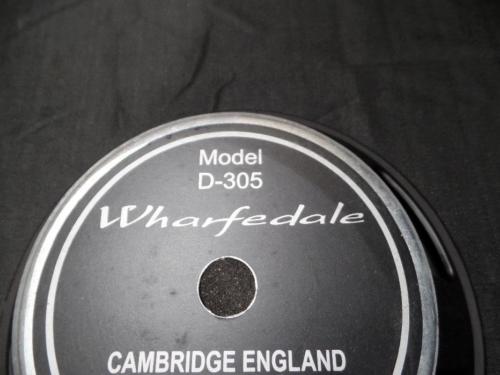 Model
D-305
Wharfedale
CAMBRIDGE ENGLAND